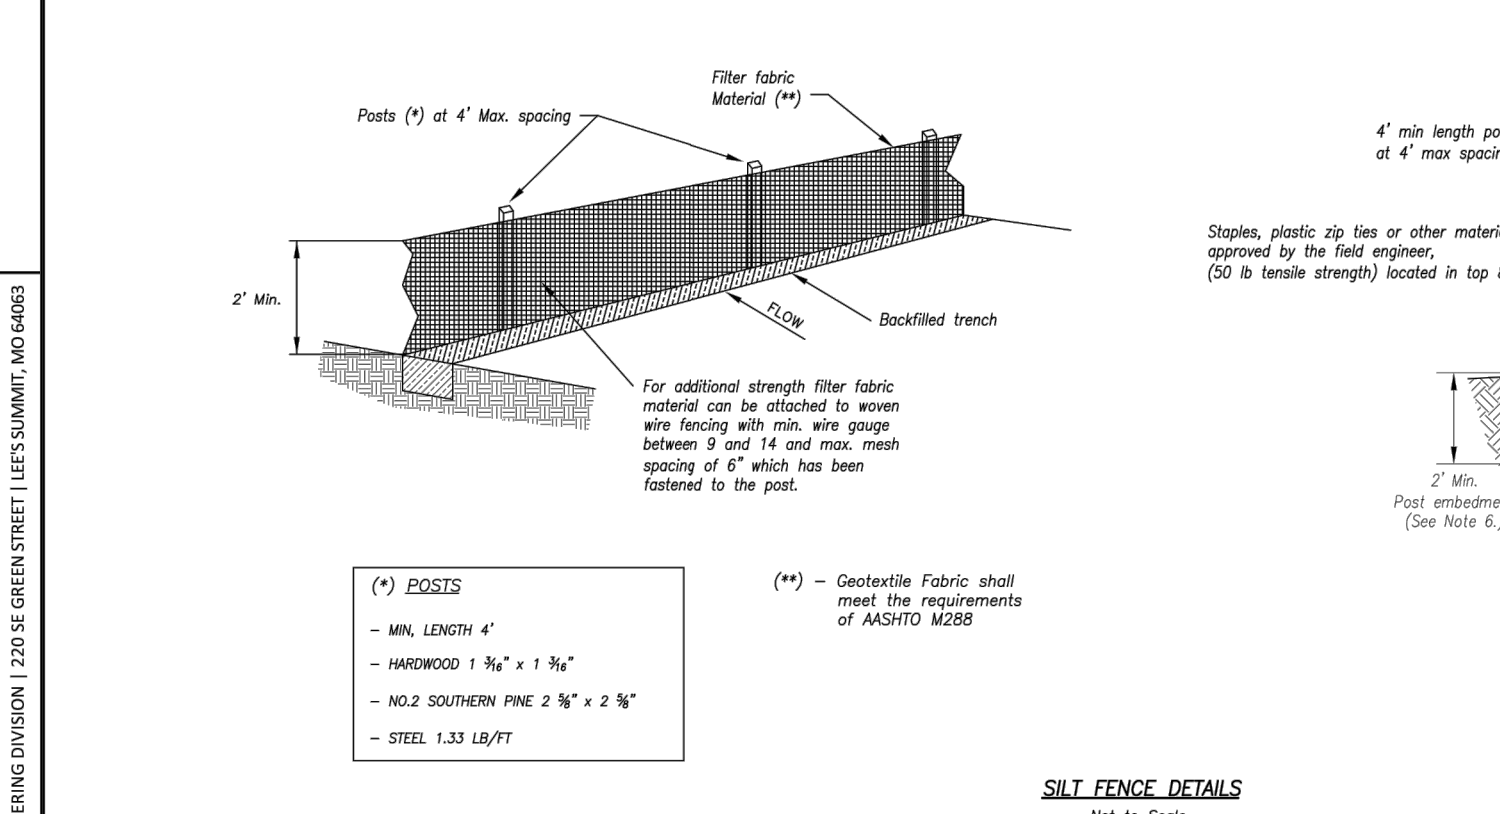 Filter fabric
Material (**)
Posts (*) at 4' Max. spacing
2' Min.
FLOW
Backfilled trench
For additional strength filter fabric
material can be attached to woven
wire fencing with min. wire gauge
between 9 and 14 and max. mesh
spacing of 6" which has been
fastened to the post.
(*) POSTS
- MIN, LENGTH 4'
- HARDWOOD 1 3/16" x 1 3/16"
- NO.2 SOUTHERN PINE 2 5/8" x 2 5/8"
- STEEL 1.33 LB/FT
(**) - Geotextile Fabric shall
meet the requirements
of AASHTO M288
4' min length po
at 4' max spacin
Staples, plastic zip ties or other materi
approved by the field engineer,
(50 lb tensile strength) located in top
2' Min.
Post embedme
(See Note 6.)
SILT FENCE DETAILS
Not to Scale
ERING DIVISION | 220 SE GREEN STREET | LEE'S SUMMIT, MO 64063